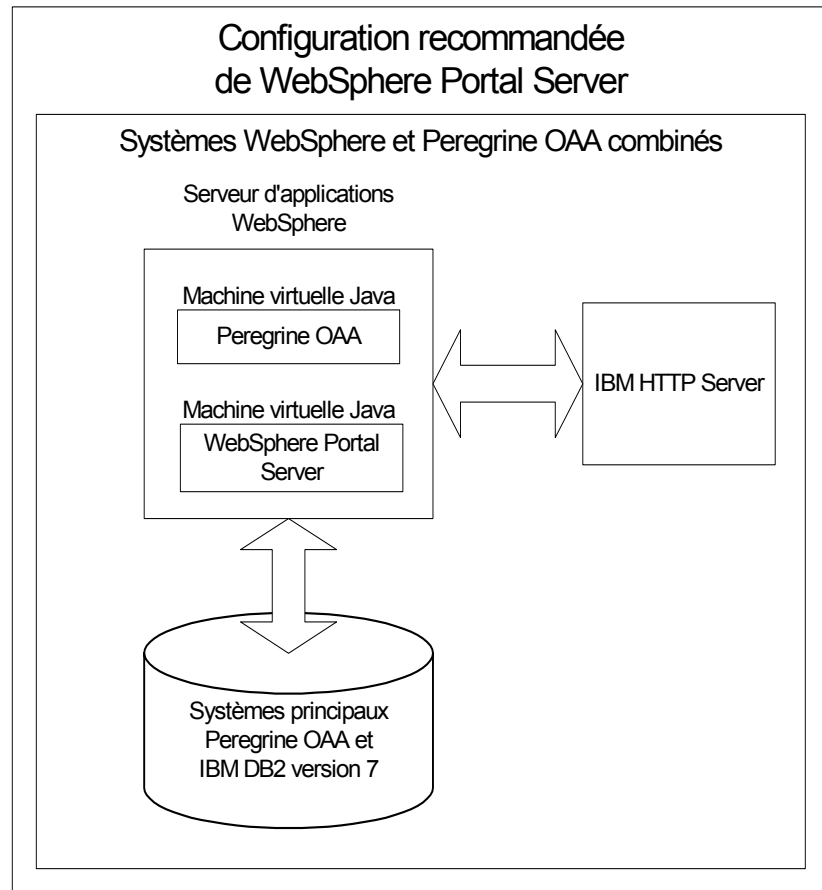 Configuration recommandée
de WebSphere Portal Server
Systèmes WebSphere et Peregrine OAA combinés
Serveur d'applications
WebSphere
Machine virtuelle Java
Peregrine OAA
Machine virtuelle Java
WebSphere Portal
Server
IBM HTTP Server
Systèmes principaux
Peregrine OAA et
IBM DB2 version 7